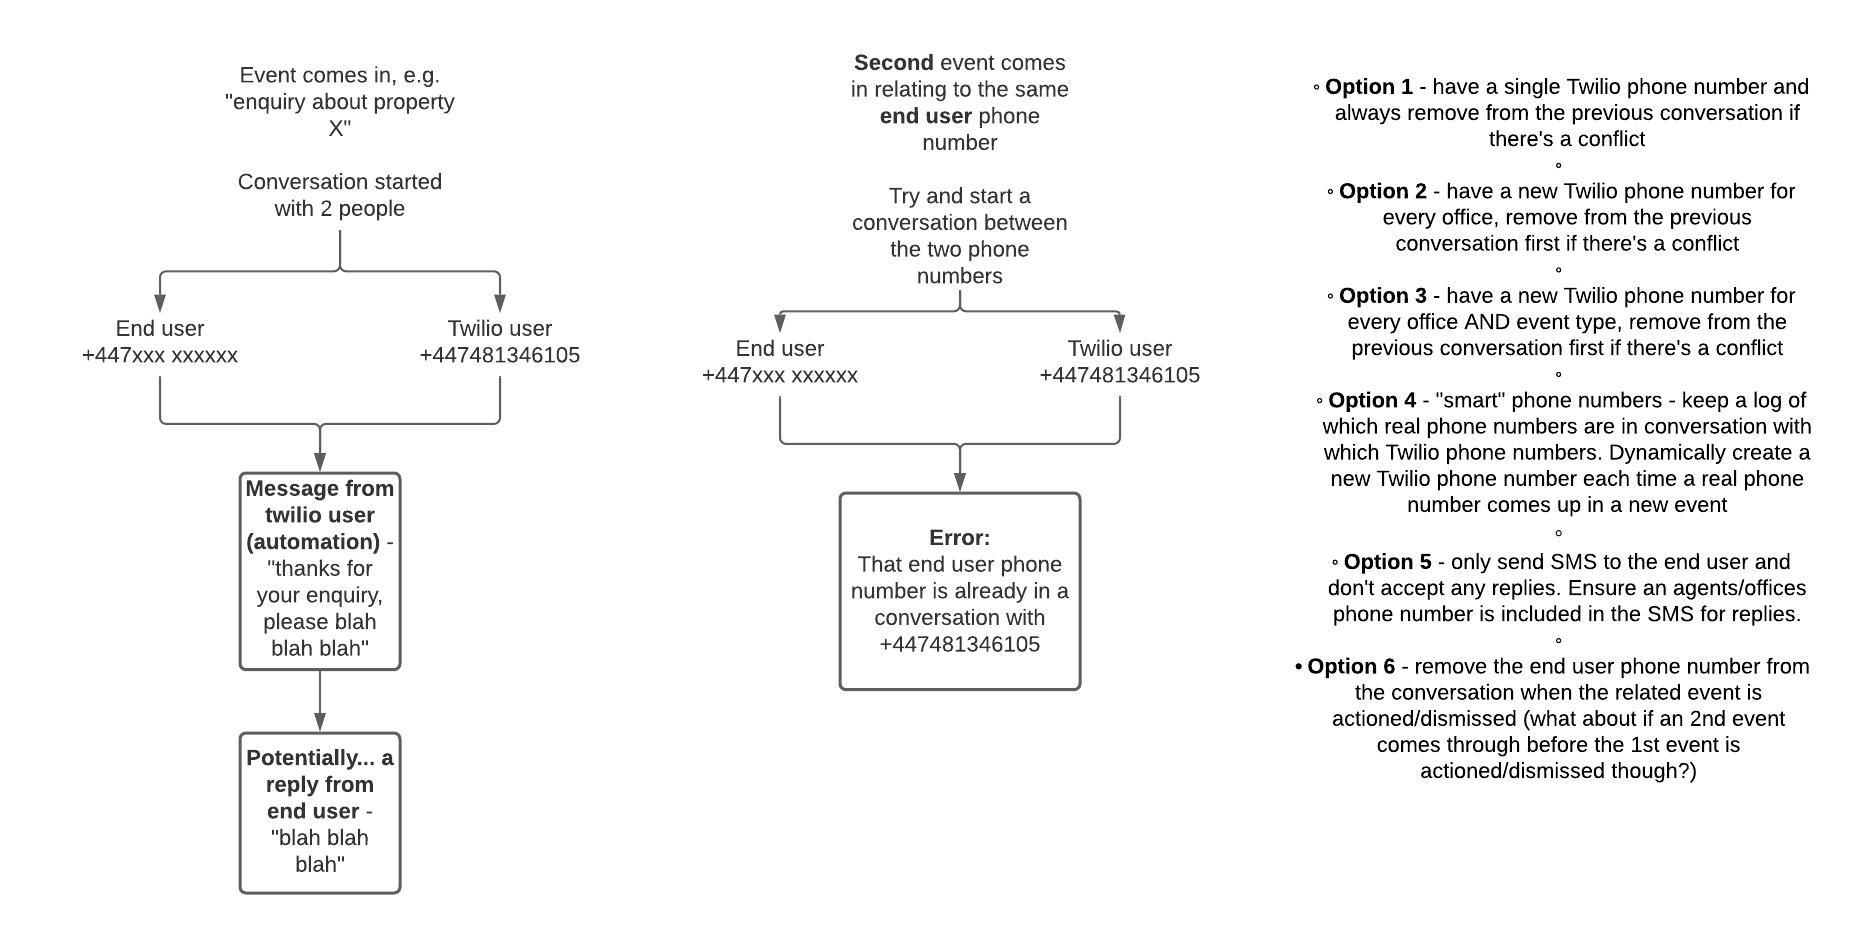 Event comes in, e.g.
"enquiry about property
X"
Conversation started
with 2 people
End user
+447xxx xxxxxx
Twilio user
+447481346105
Message from
twilio user
(automation) -
"thanks for
your enquiry,
please blah
blah blah"
Potentially... a
reply from
end user -
"blah blah
blah"
Second event comes
in relating to the same
end user phone
number
Try and start a
conversation between
the two phone
numbers
End user
+447xxx xxxxxx
Twilio user
+447481346105
Error:
That end user phone
number is already in a
conversation with
+447481346105
◦ Option 1 - have a single Twilio phone number and
always remove from the previous conversation if
there's a conflict
◦
◦ Option 2 - have a new Twilio phone number for
every office, remove from the previous
conversation first if there's a conflict
◦
◦ Option 3 - have a new Twilio phone number for
every office AND event type, remove from the
previous conversation first if there's a conflict
◦
◦ Option 4 - "smart" phone numbers - keep a log of
which real phone numbers are in conversation with
which Twilio phone numbers. Dynamically create a
new Twilio phone number each time a real phone
number comes up in a new event
◦
◦ Option 5 - only send SMS to the end user and
don't accept any replies. Ensure an agents/offices
phone number is included in the SMS for replies.
◦
• Option 6 - remove the end user phone number from
the conversation when the related event is
actioned/dismissed (what about if an 2nd event
comes through before the 1st event is
actioned/dismissed though?)